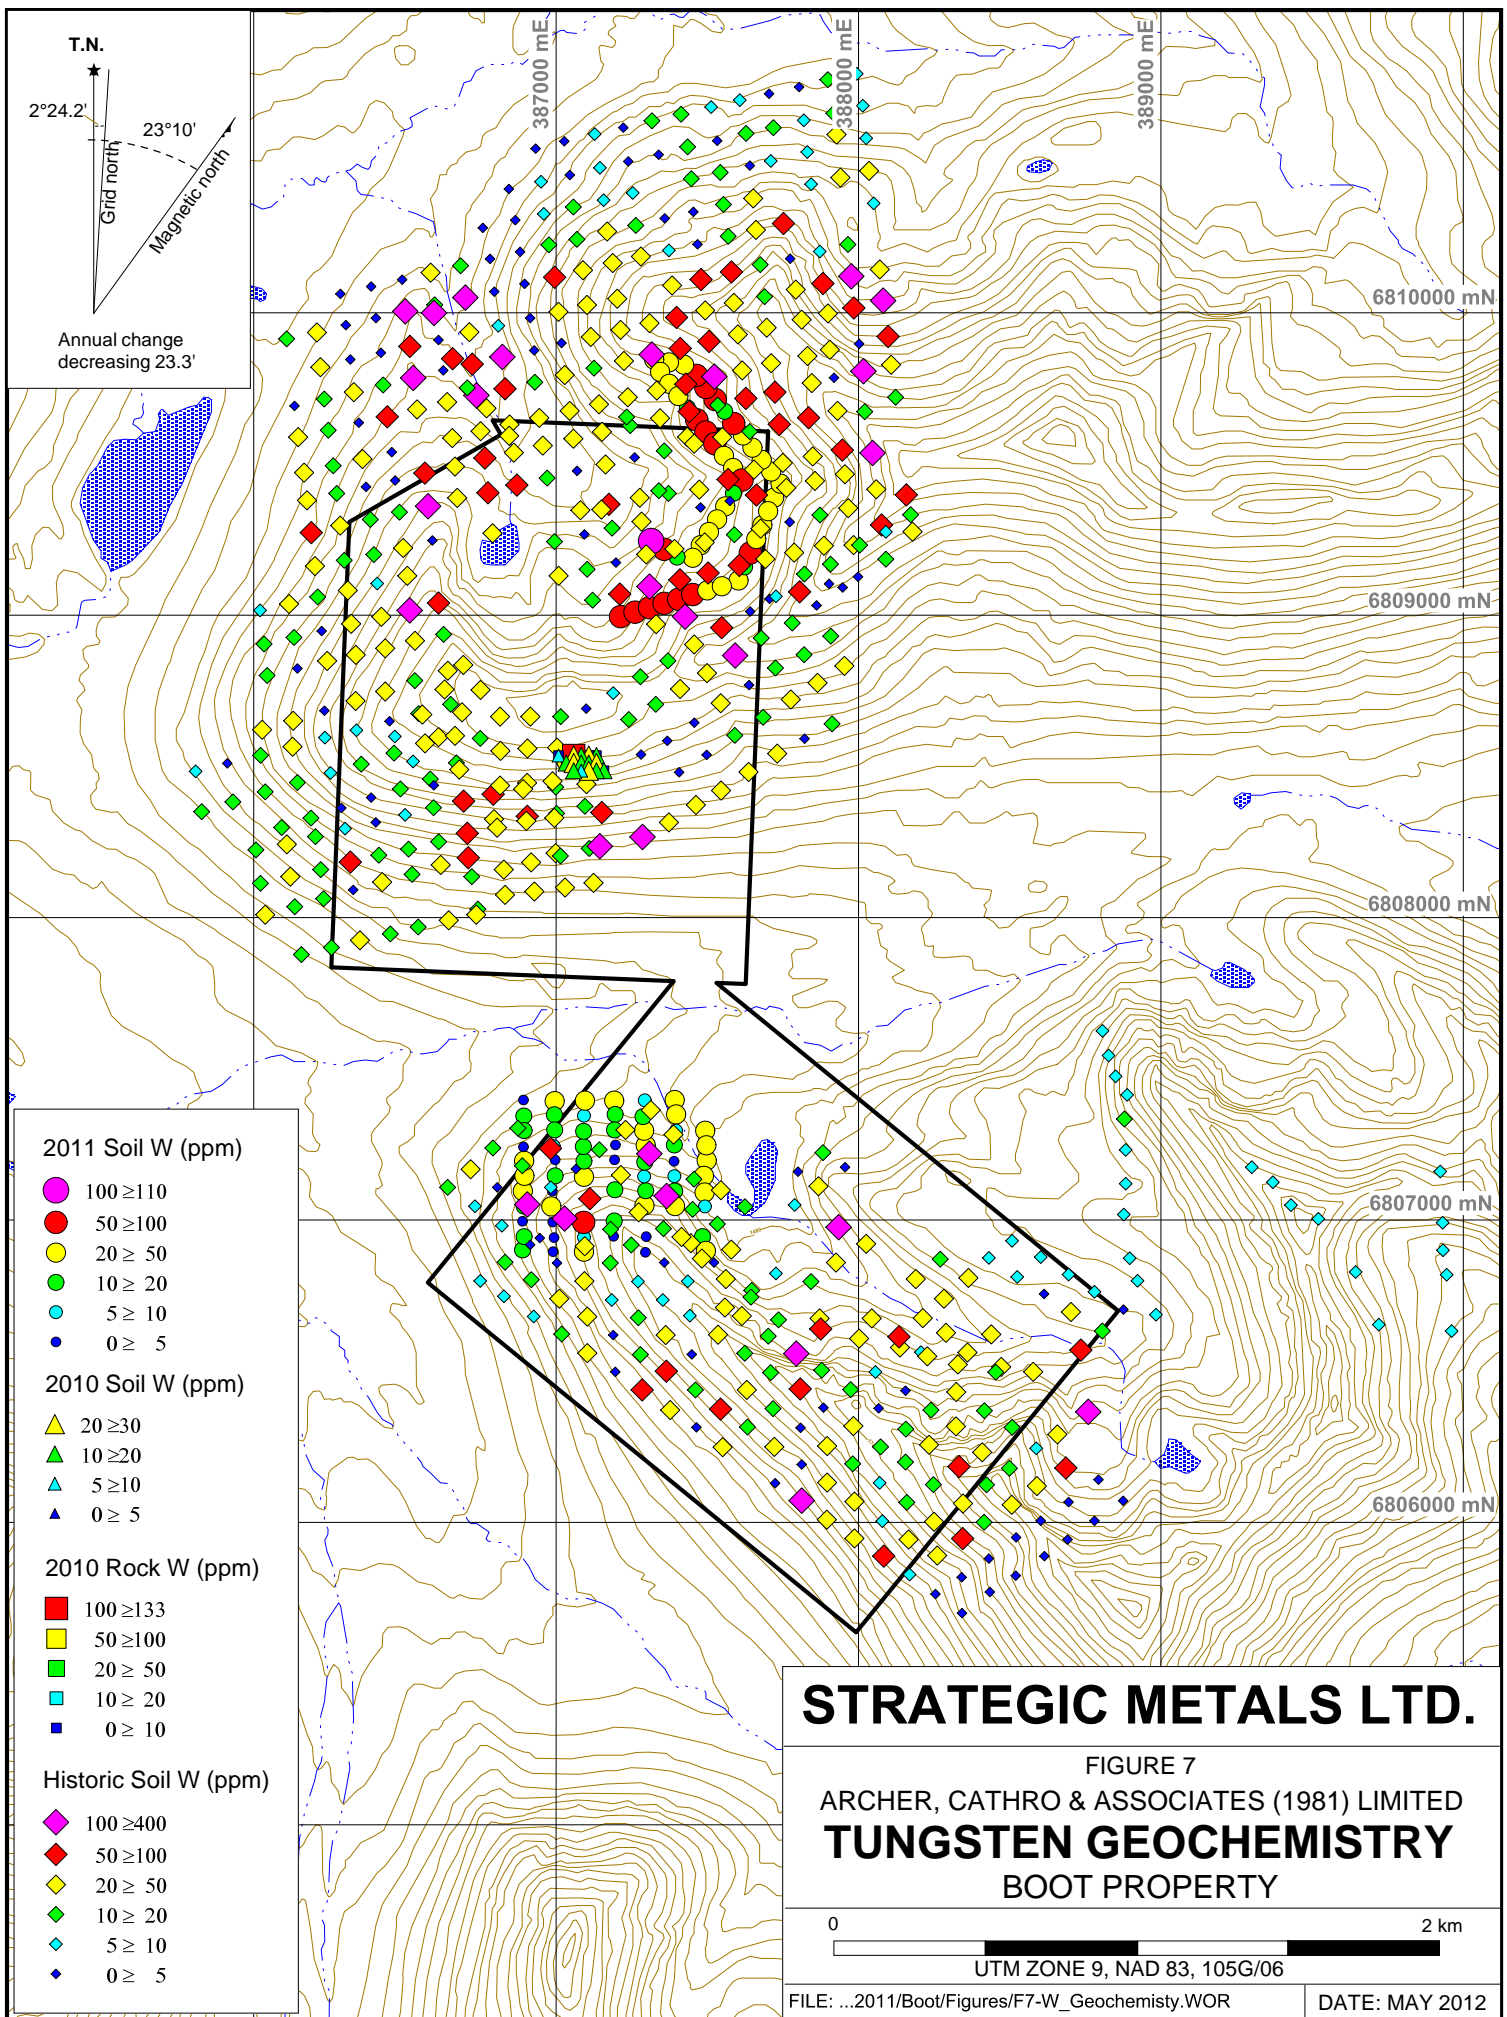 T.N.
2°24.2'
23°10'
Grid north
Magnetic north
Annual change
decreasing 23.3'
387000 mE
388000 mE
389000 mE
6810000 mN
6809000 mN
6808000 mN
6807000 mN
6806000 mN
2011 Soil W (ppm)
100 ≥110
50 ≥100
20 ≥ 50
10 ≥ 20
5 ≥ 10
0 ≥ 5
2010 Soil W (ppm)
20 ≥30
10 ≥20
5 ≥10
0 ≥ 5
2010 Rock W (ppm)
100 ≥133
50 ≥100
20 ≥ 50
10 ≥ 20
0 ≥ 10
Historic Soil W (ppm)
100 ≥400
50 ≥100
20 ≥ 50
10 ≥ 20
5 ≥ 10
0 ≥ 5
STRATEGIC METALS LTD.
FIGURE 7
ARCHER, CATHRO & ASSOCIATES (1981) LIMITED
TUNGSTEN GEOCHEMISTRY
BOOT PROPERTY
0 2 km
UTM ZONE 9, NAD 83, 105G/06
FILE: ...2011/Boot/Figures/F7-W_Geochemisty.WOR
DATE: MAY 2012